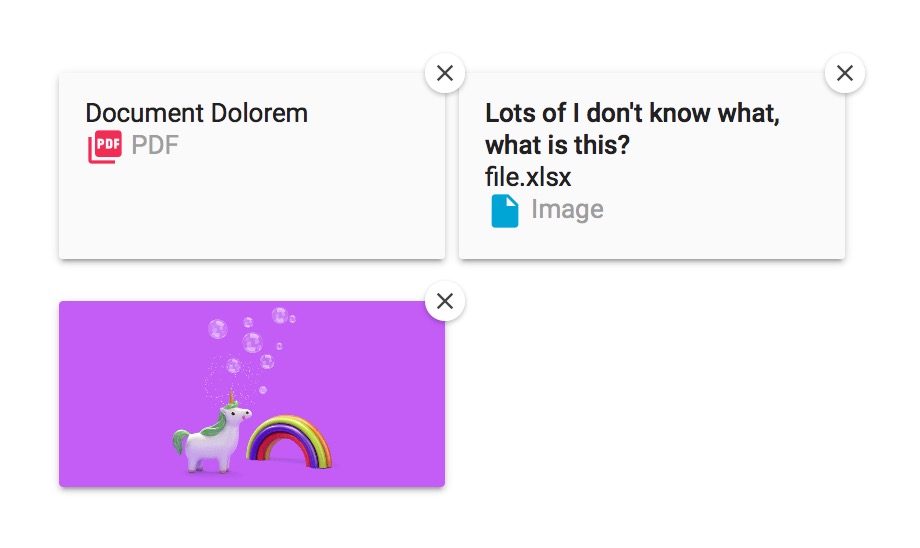 Document Dolorem
PDF PDF
Lots of I don't know what,
what is this?
file.xlsx
Image